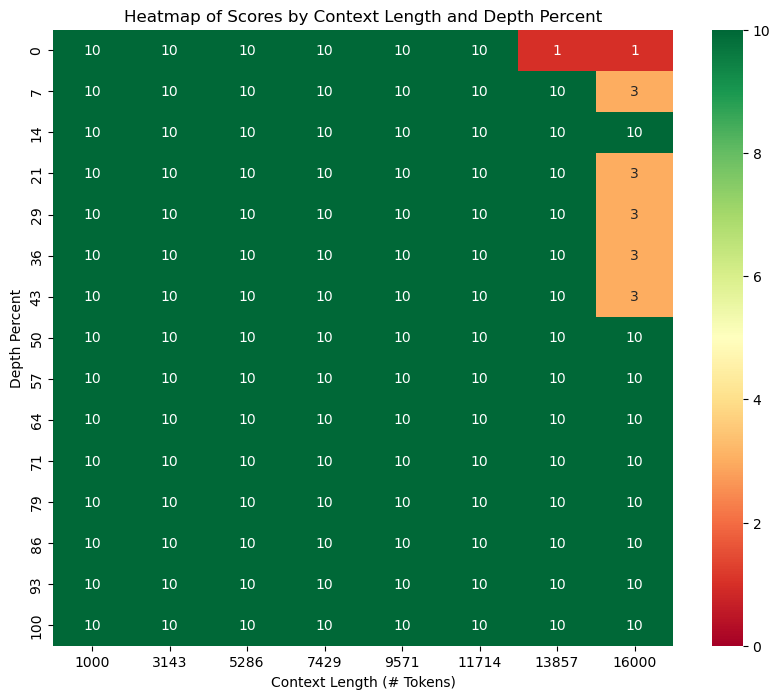 Heatmap of Scores by Context Length and Depth Percent
Depth Percent
0 10 10 10 10 10 10 1 1
7 10 10 10 10 10 10 10 3
14 10 10 10 10 10 10 10 10
21 10 10 10 10 10 10 10 3
29 10 10 10 10 10 10 10 3
36 10 10 10 10 10 10 10 3
43 10 10 10 10 10 10 10 3
50 10 10 10 10 10 10 10 10
57 10 10 10 10 10 10 10 10
64 10 10 10 10 10 10 10 10
71 10 10 10 10 10 10 10 10
79 10 10 10 10 10 10 10 10
86 10 10 10 10 10 10 10 10
93 10 10 10 10 10 10 10 10
100 10 10 10 10 10 10 10 10
1000 3143 5286 7429 9571 11714 13857 16000
Context Length (# Tokens)
10
8
6
4
2
0